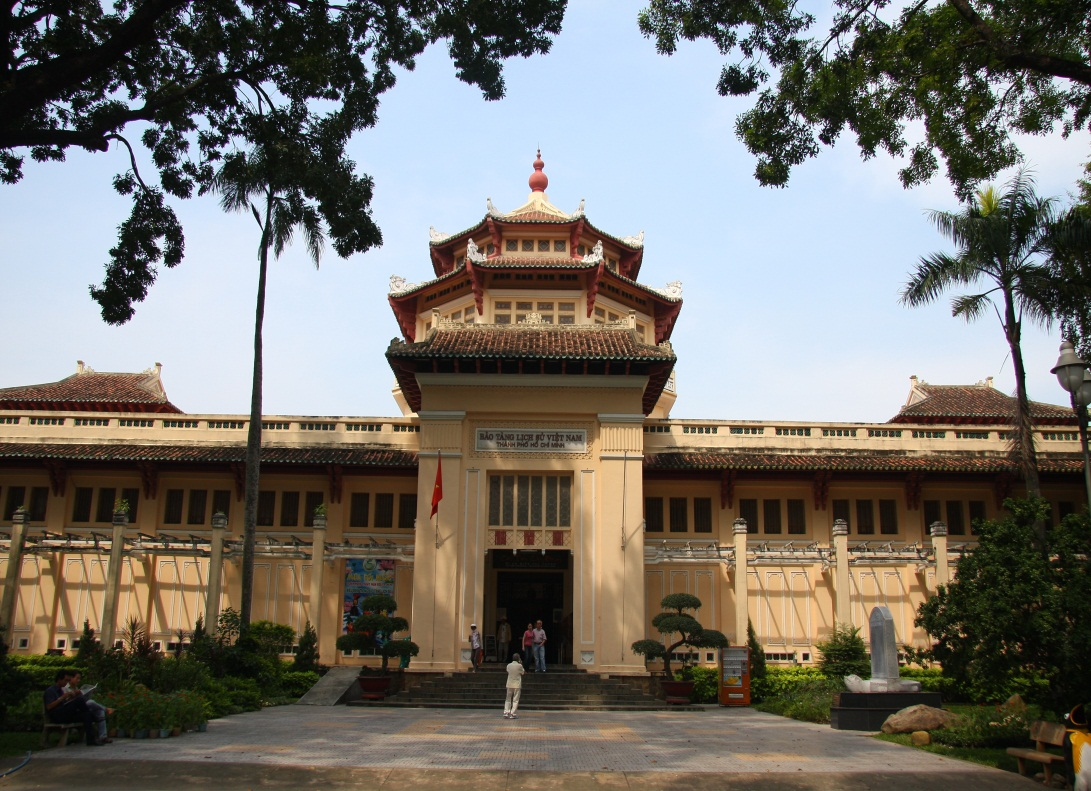 BẢO TÀNG LỊCH SỬ VIỆT NAM
THÀNH PHỐ HỒ CHÍ MINH